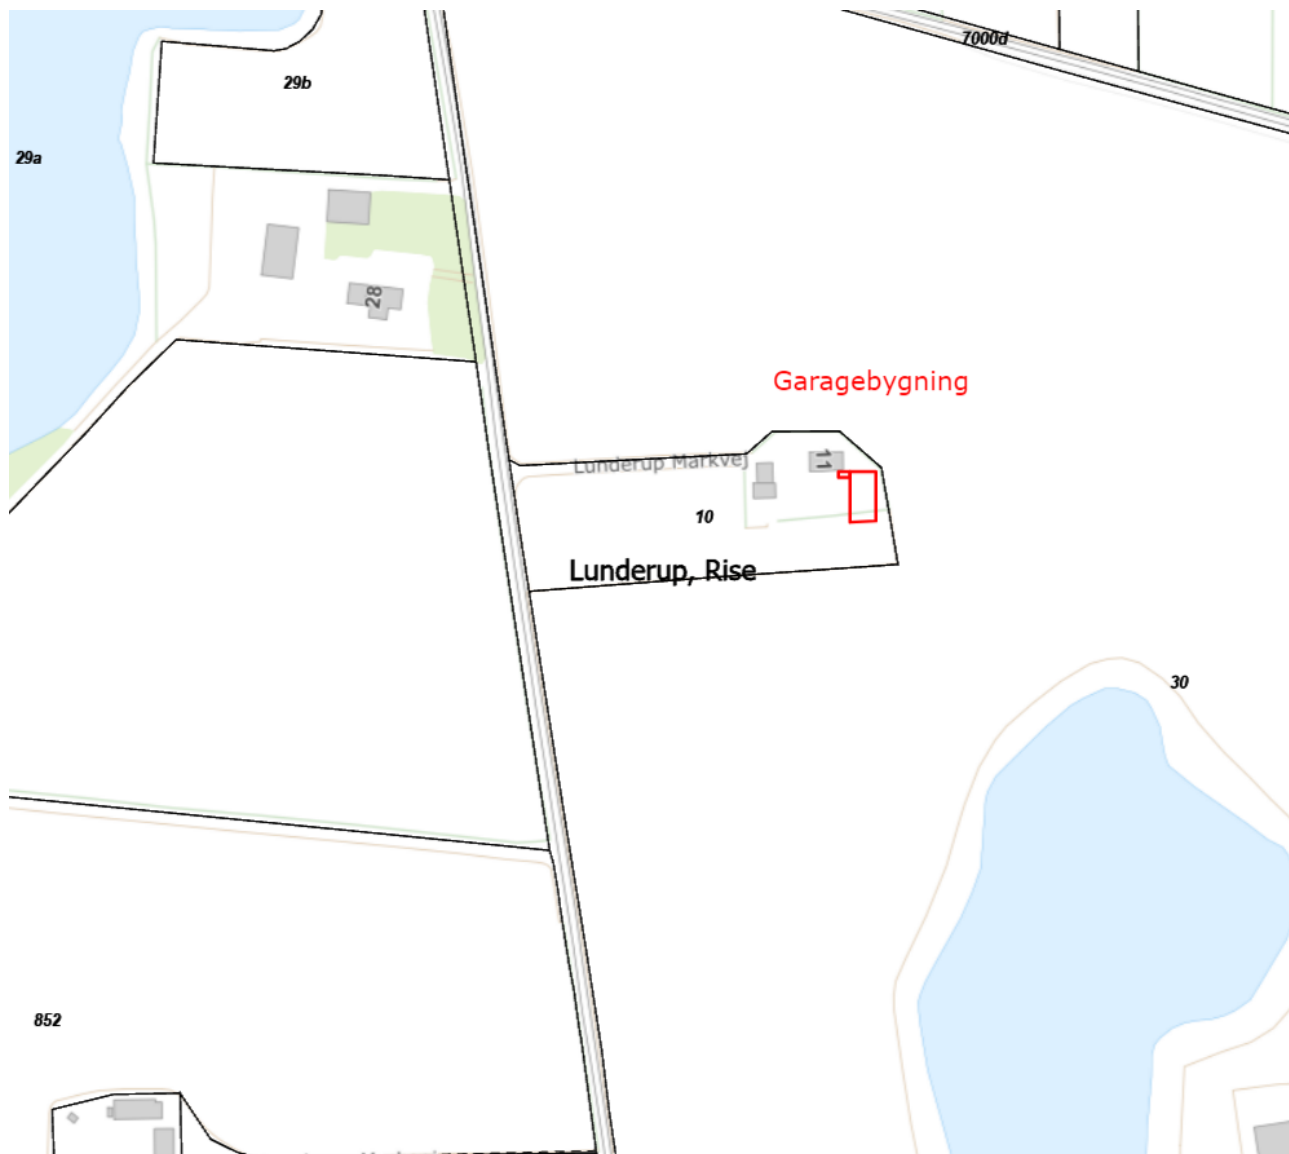 7000d
29b
29a
28
Garagebygning
Lunderup Markvej
11
10
Lunderup, Rise
30
852